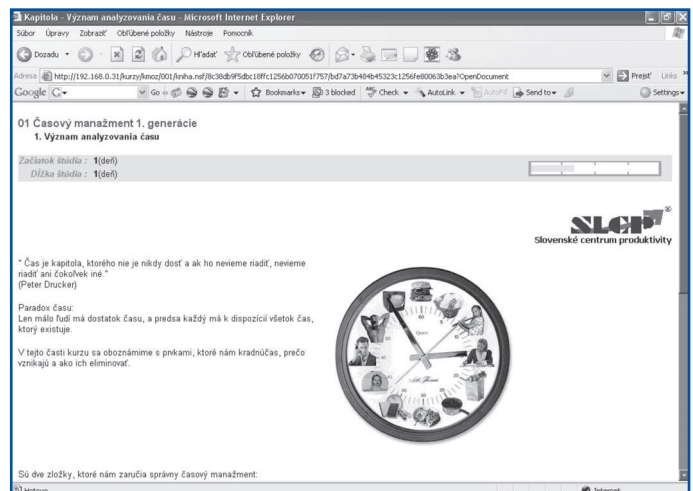 Kapitola - Význam analyzovania času - Microsoft Internet Explorer
Súbor Úpravy Zobraziť Obľúbené položky Nástroje Pomocník
Dozadu Hľadať Obľúbené položky
Adresa http://192.168.0.31/kurzy/kmoz/001/kniha.nsf/8c38db9f5dbc18ffc1256b070051f757/bd7a73b484b45323c1256fe80063b3ea?OpenDocument Prejsť Links »
Google G Go Bookmarks 3 blocked Check AutoLink AutoFill Send to Settings
01 Časový manažment 1. generácie
1. Význam analyzovania času
Začiatok štúdia : 1(deň)
Dĺžka štúdia : 1(deň)
SLCP ®
Slovenské centrum produktivity
" Čas je kapitola, ktorého nie je nikdy dosť a ak ho nevieme riadiť, nevieme
riadiť ani čokoľvek iné."
(Peter Drucker)
Paradox času:
Len málo ľudí má dostatok času, a predsa každý má k dispozícií všetok čas,
ktorý existuje.
V tejto časti kurzu sa oboznámime s prvkami, ktoré nám kradnúčas, prečo
vznikajú a ako ich eliminovať.
60
Quartz
Sú dve zložky, ktoré nám zaručia správny časový manažment:
Hotovo Internet